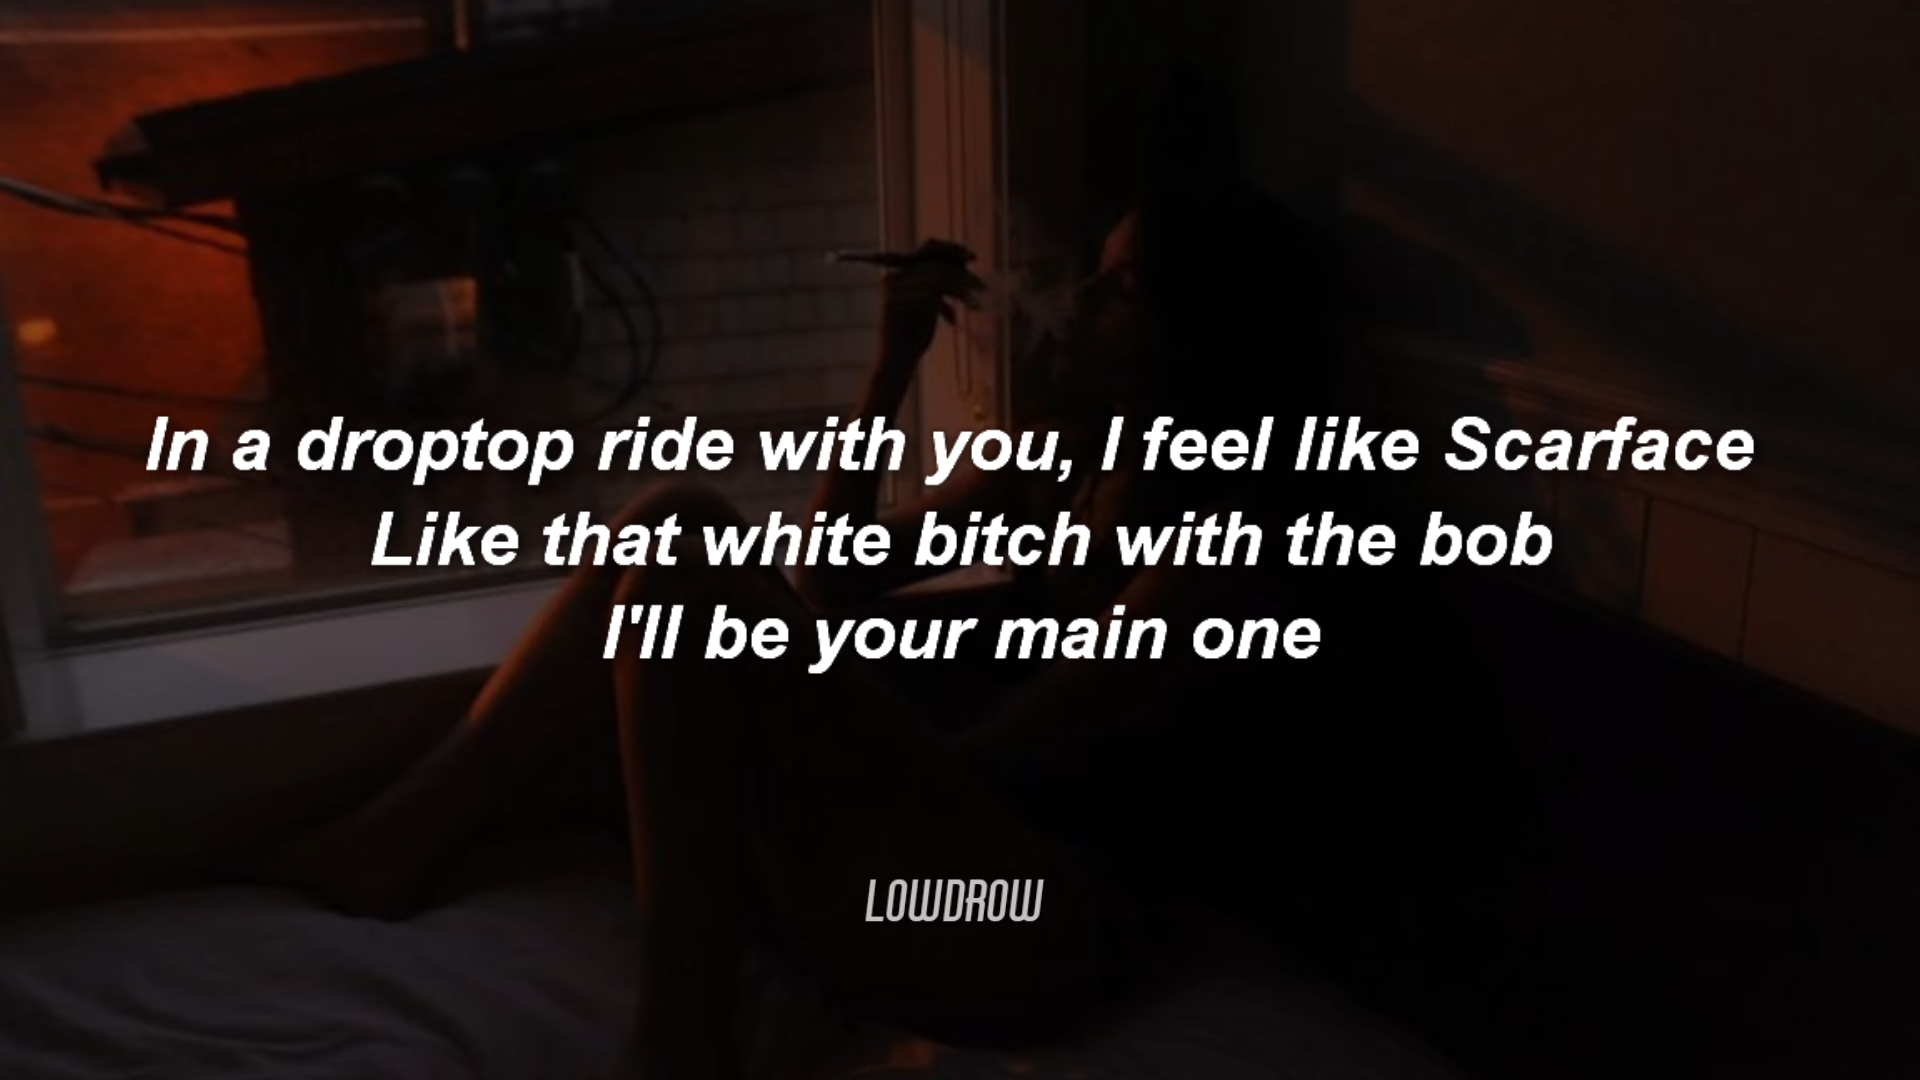 In a droptop ride with you, I feel like Scarface
Like that white bitch with the bob
I'll be your main one
LOWDROW